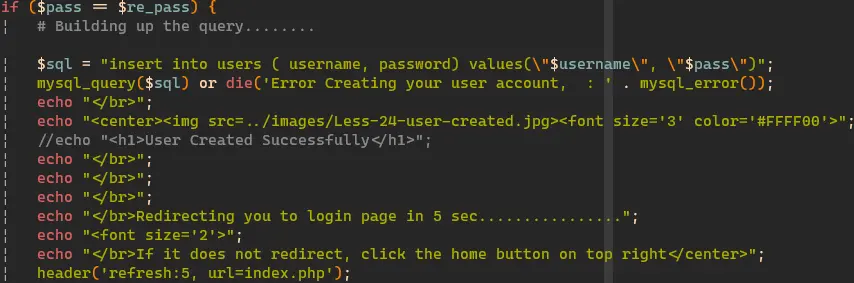 if ($pass == $re_pass) {
# Building up the query........
$sql = "insert into users ( username, password) values(\"$username\", \"$pass\")";
mysql_query($sql) or die('Error Creating your user account,  : ' . mysql_error());
echo "</br>";
echo "<center><img src=../images/Less-24-user-created.jpg><font size='3' color='#FFFF00'>";
//echo "<h1>User Created Successfully</h1>";
echo "</br>";
echo "</br>";
echo "</br>";
echo "</br>Redirecting you to login page in 5 sec................";
echo "<font size='2'>";
echo "</br>If it does not redirect, click the home button on top right</center>";
header('refresh:5, url=index.php');